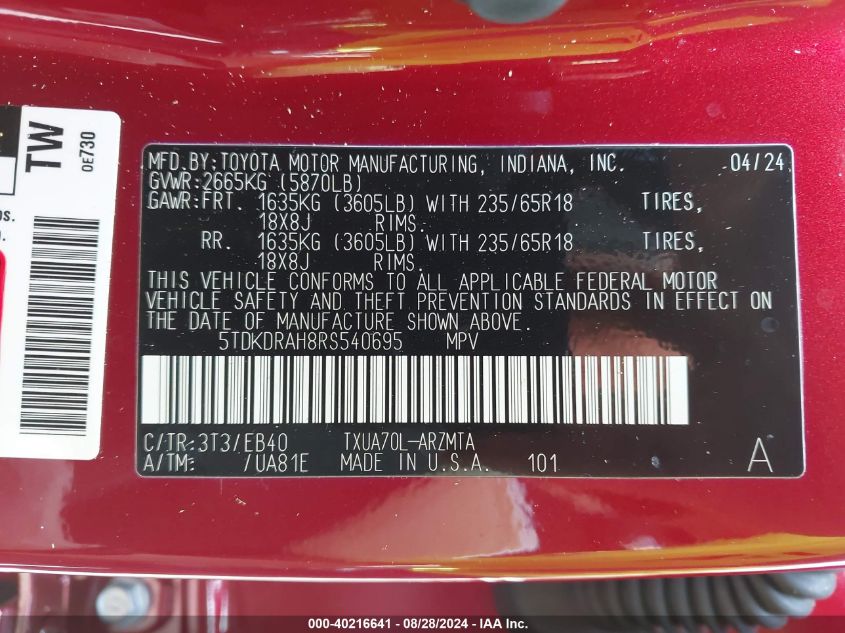 TW
OE730
MFD.BY:TOYOTA MOTOR MANUFACTURING, INDIANA, INC. 04/24
GVWR:2665KG (5870LB)
GAWR:FRT. 1635KG (3605LB) WITH 235/65R18 TIRES,
18X8J RIMS.
RR. 1635KG (3605LB) WITH 235/65R18 TIRES,
18X8J RIMS.
THIS VEHICLE CONFORMS TO ALL APPLICABLE FEDERAL MOTOR
VEHICLE SAFETY AND THEFT PREVENTION STANDARDS IN EFFECT ON
THE DATE OF MANUFACTURE SHOWN ABOVE.
5TDKDRAH8RS540695 MPV
C/TR:3T3/EB40 TXUA70L-ARZMTA
A/TM: /UA81E MADE IN U.S.A. 101 A
000-40216641 / 08/28/2024 - IAA Inc.